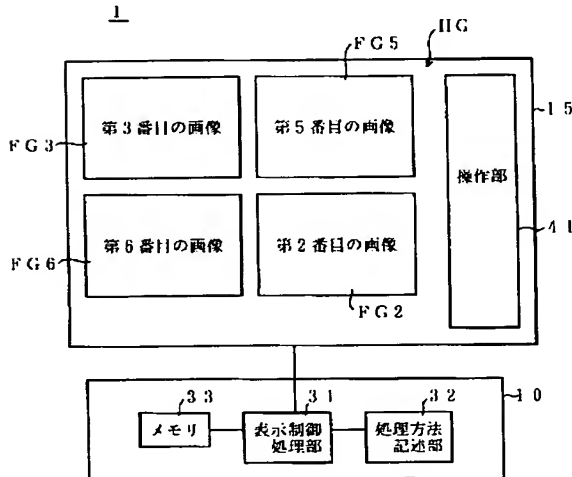 1
FG5
HG
第3番目の画像
第5番目の画像
15
FG3
操作部
第6番目の画像
第2番目の画像
41
FG6
FG2
33
31
32
10
メモリ
表示制御
処理部
処理方法
記述部